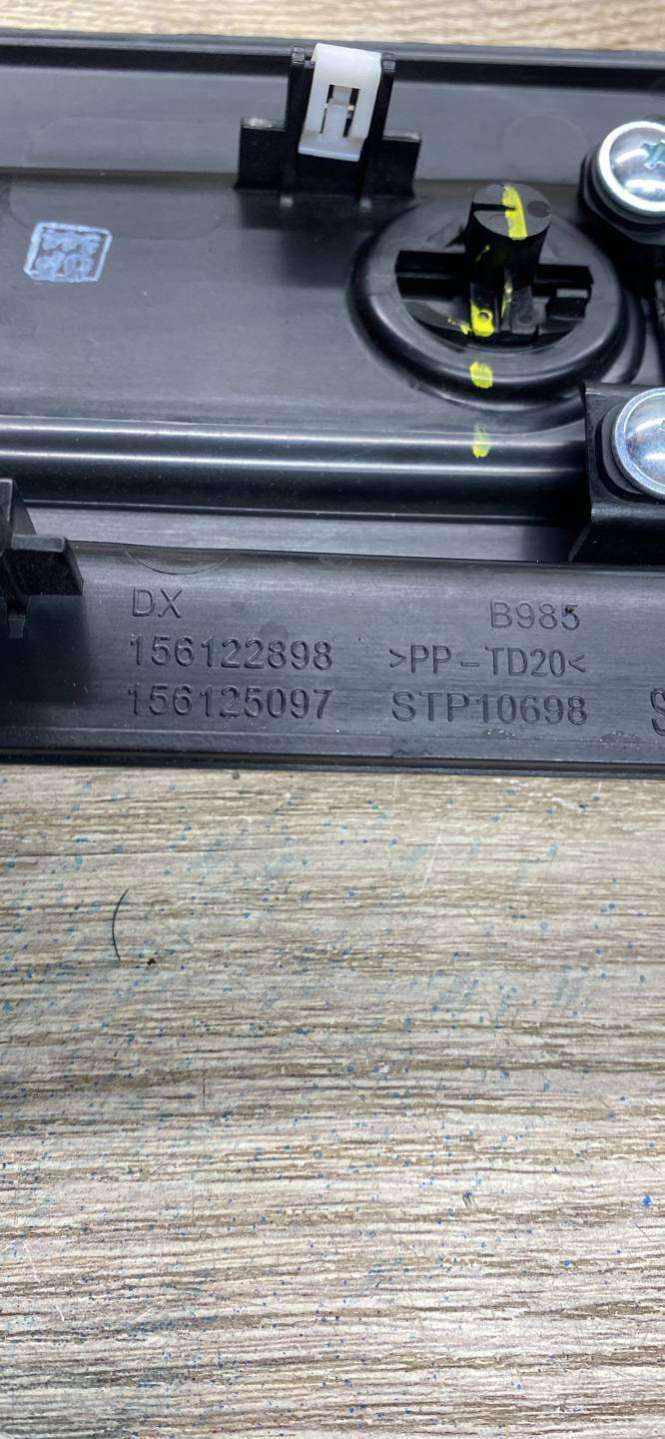 DX
B985
156122898
>PP-TD20<
156125097
STP10698
S